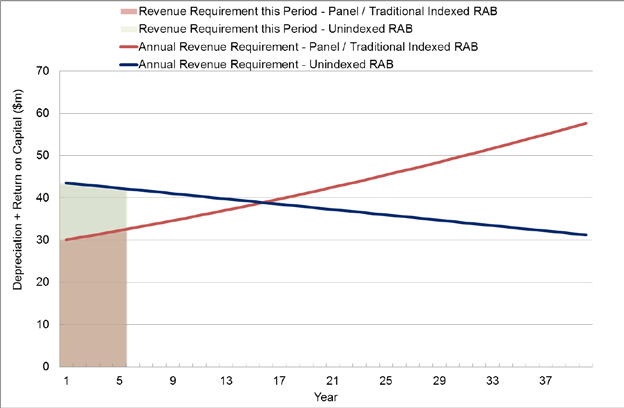 Revenue Requirement this Period - Panel / Traditional Indexed RAB
Revenue Requirement this Period - Unindexed RAB
Annual Revenue Requirement - Panel / Traditional Indexed RAB
Annual Revenue Requirement - Unindexed RAB
Depreciation + Return on Capital ($m)
70
60
50
40
30
20
10
0
1 5 9 13 17 21 25 29 33 37
Year